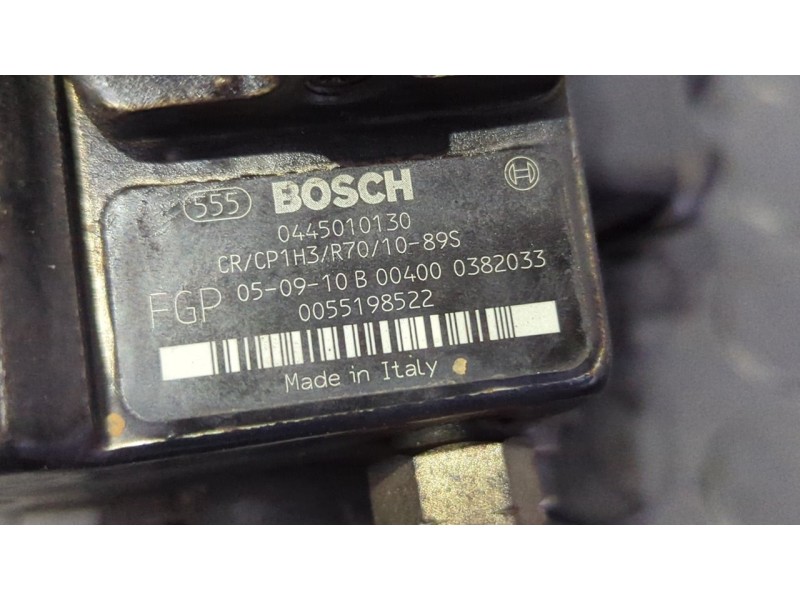 555 BOSCH
0445010130
CR/CP1H3/R70/10-89S
FGP 05-09-10 B 00400 0382033
0055198522
Made in Italy